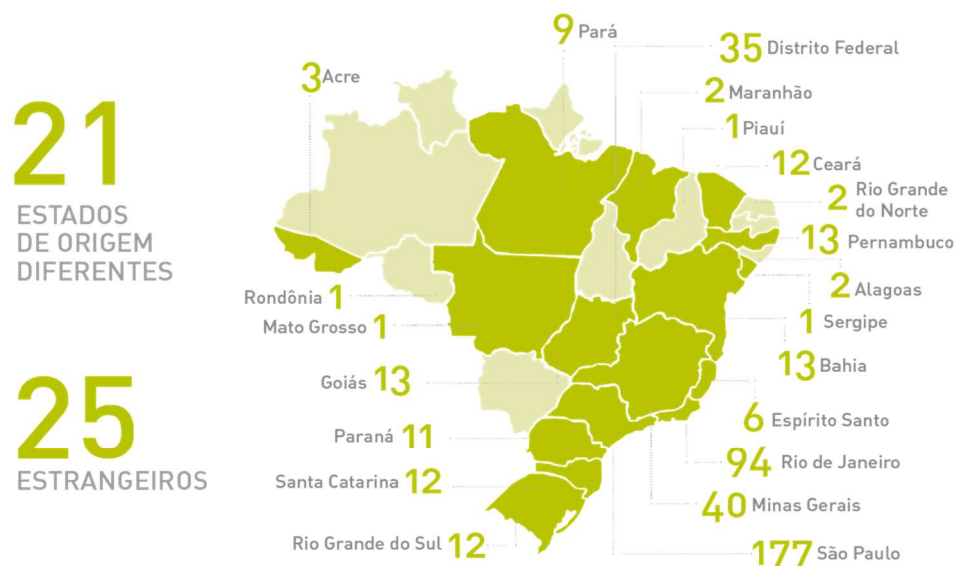 21
ESTADOS
DE ORIGEM
DIFERENTES
25
ESTRANGEIROS
3 Acre
9 Pará
35 Distrito Federal
2 Maranhão
1 Piauí
12 Ceará
2 Rio Grande
do Norte
13 Pernambuco
2 Alagoas
1 Sergipe
13 Bahia
6 Espírito Santo
94 Rio de Janeiro
40 Minas Gerais
177 São Paulo
Rondônia 1
Mato Grosso 1
Goiás 13
Paraná 11
Santa Catarina 12
Rio Grande do Sul 12